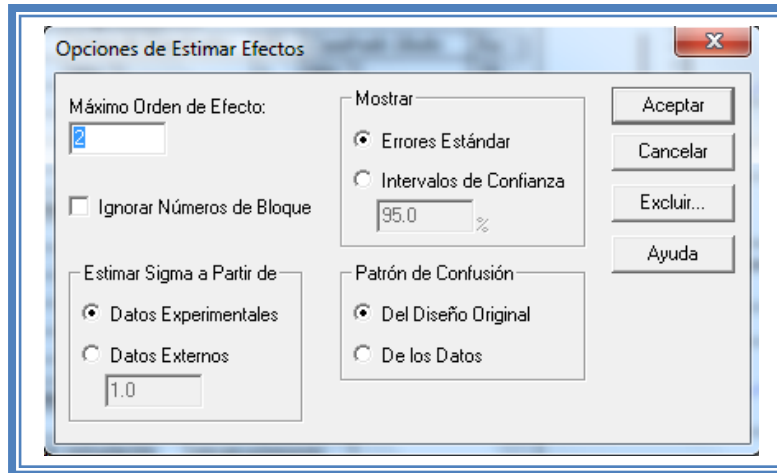 Opciones de Estimar Efectos
Máximo Orden de Efecto:
2
Ignorar Números de Bloque
Estimar Sigma a Partir de
Datos Experimentales
Datos Externos
1.0
Mostrar
Errores Estándar
Intervalos de Confianza
95.0 %
Patrón de Confusión
Del Diseño Original
De los Datos
Aceptar
Cancelar
Excluir...
Ayuda